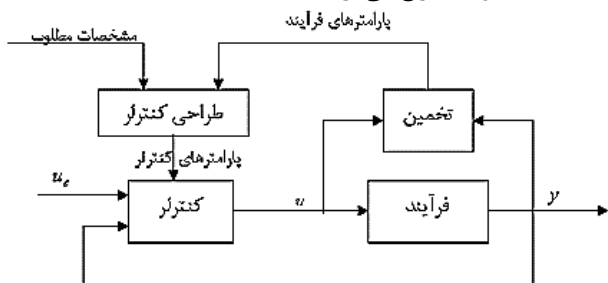 پارامترهای فرآیند
مشخصات مطلوب
طراحی کنترلر
تخمین
پارامترهای کنترلر
u_c
کنترلر
u
فرآیند
y